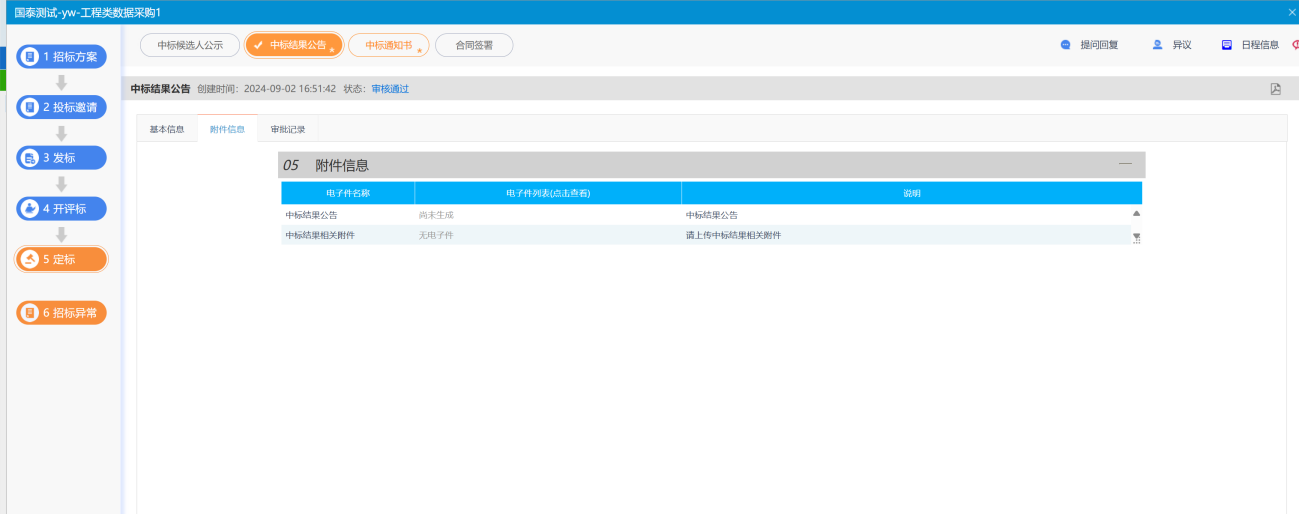 国泰测试-yw-工程类数据采购1
1 招标方案
2 投标邀请
3 发标
4 开评标
5 定标
6 招标异常
中标候选人公示 中标结果公告 * 中标通知书 * 合同签署 提问回复 异议 日程信息
中标结果公告 创建时间：2024-09-02 16:51:42 状态：审核通过
基本信息 附件信息 审批记录
05 附件信息
电子件名称 电子件列表(点击查看) 说明
中标结果公告 尚未生成 中标结果公告
中标结果相关附件 无电子件 请上传中标结果相关附件